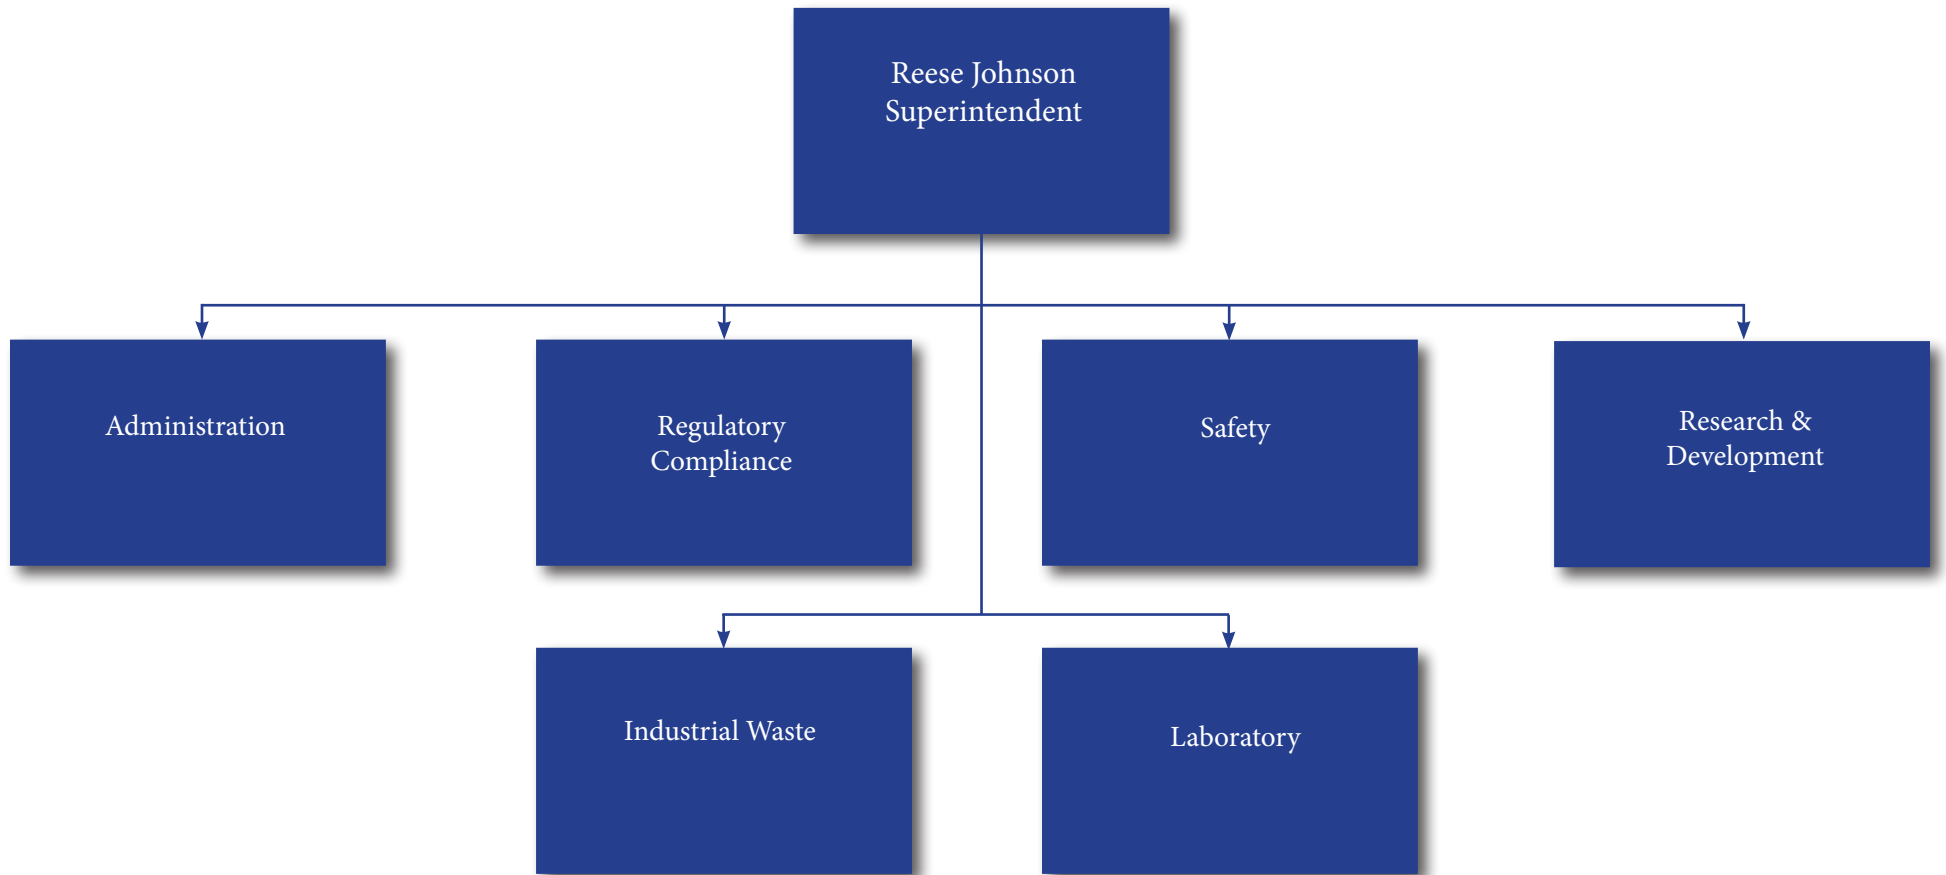 Reese Johnson
Superintendent
Administration
Regulatory
Compliance
Safety
Research &
Development
Industrial Waste
Laboratory